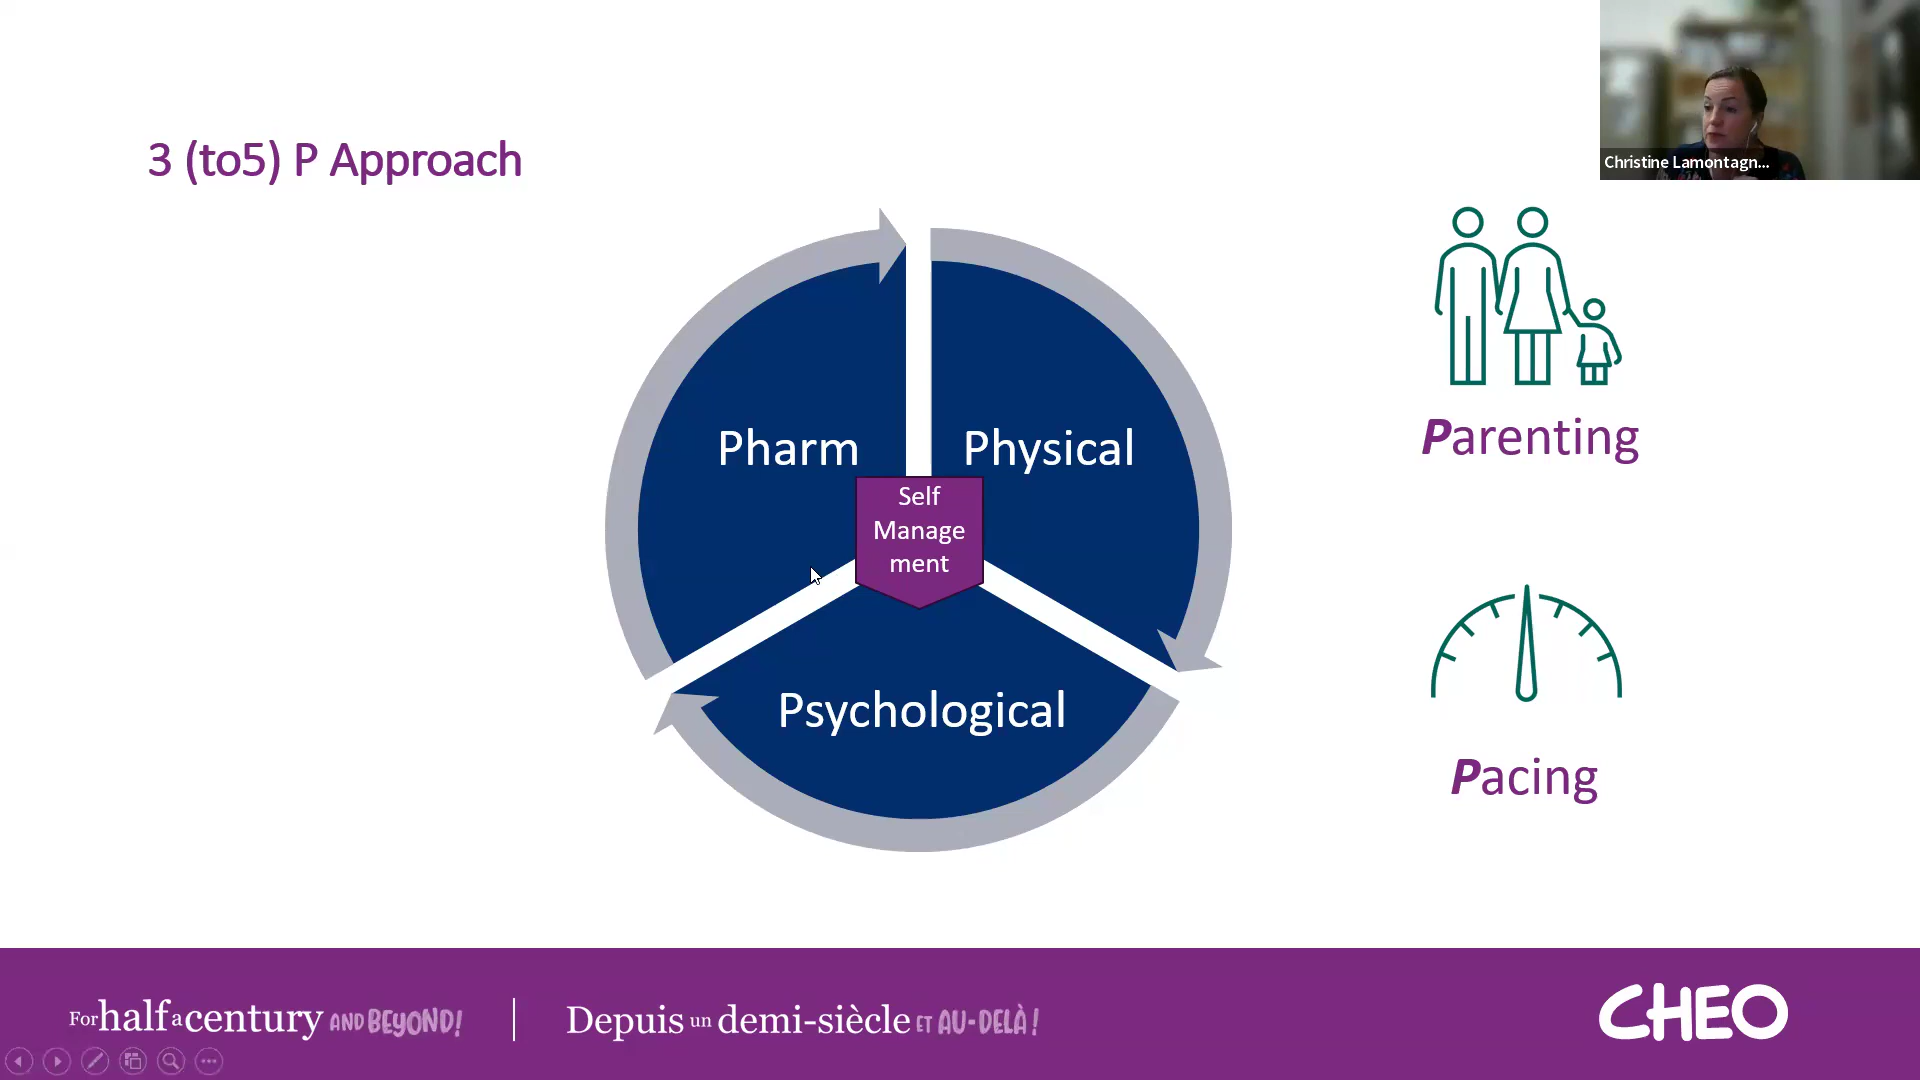 3 (to5) P Approach
Christine Lamontagn...
Pharm
Physical
Self
Manage
ment
Psychological
Parenting
Pacing
For half a century AND BEYOND!
Depuis un demi-siècle ET AU-DELÀ !
CHEO